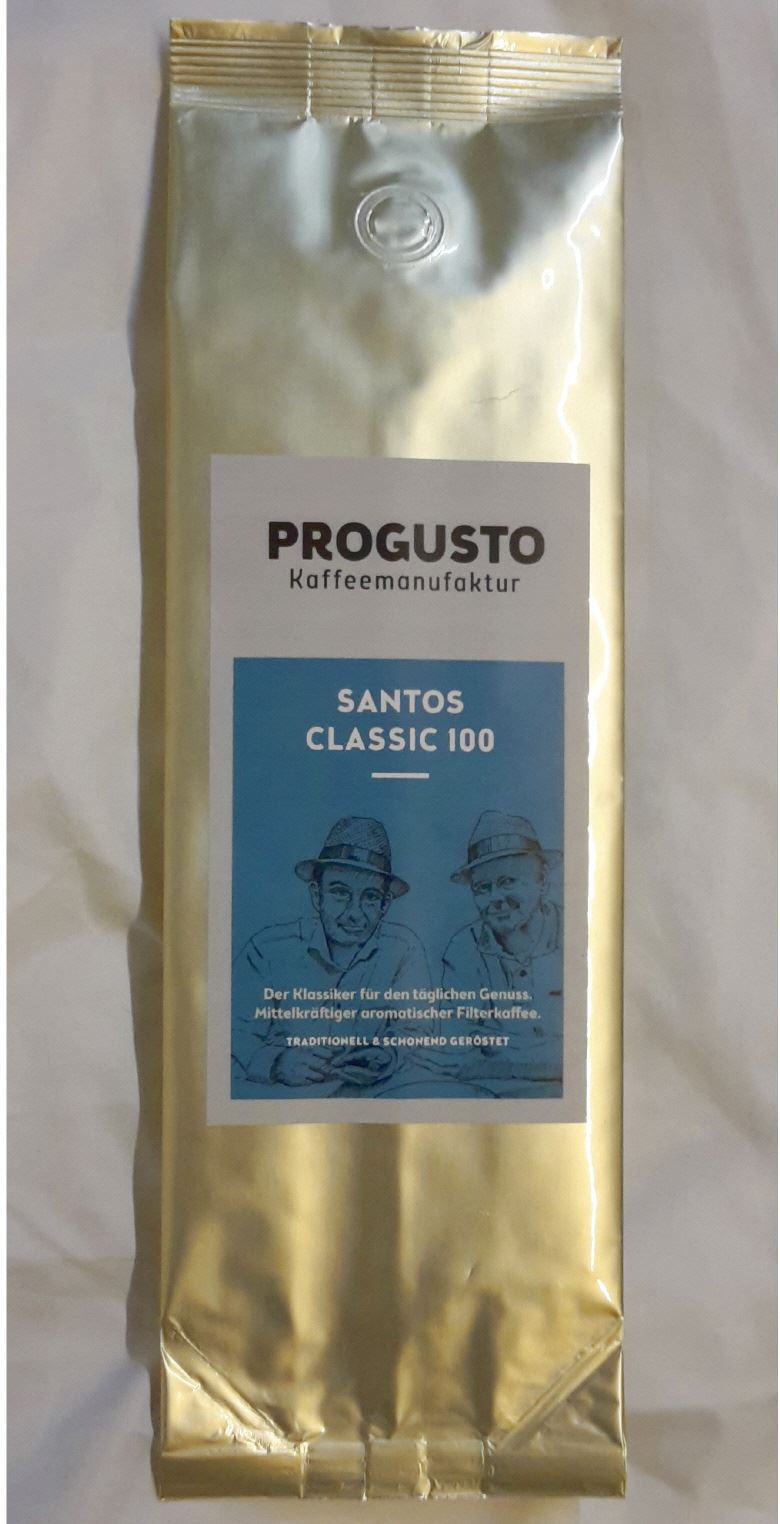 PROGUSTO
Kaffeemanufaktur
SANTOS
CLASSIC 100
Der Klassiker für den täglichen Genuss.
Mittelkräftiger aromatischer Filterkaffee.
TRADITIONELL & SCHONEND GERÖSTET